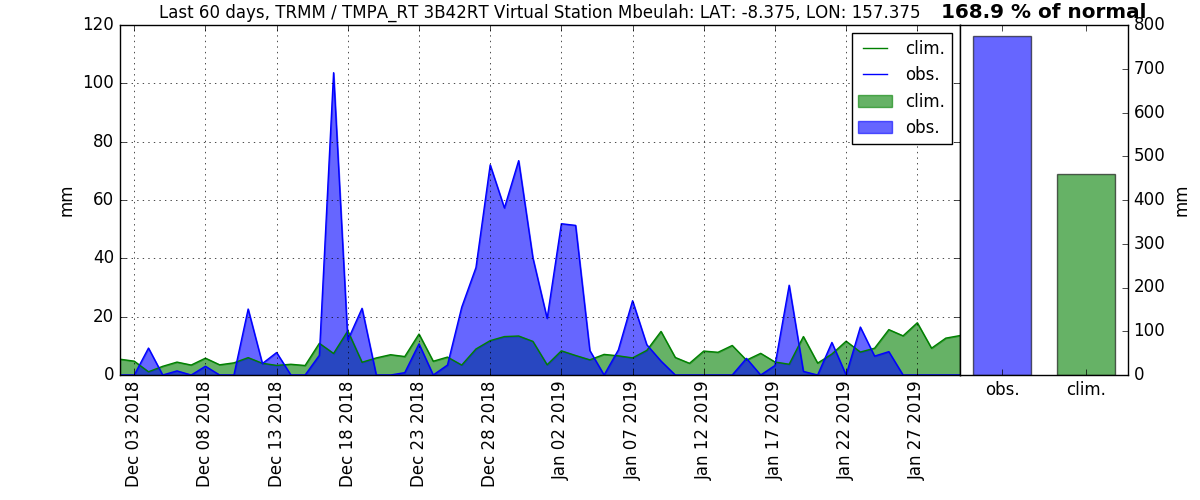 Last 60 days, TRMM / TMPA_RT 3B42RT Virtual Station Mbeulah: LAT: -8.375, LON: 157.375
168.9 % of normal
120
100
80
60
40
20
0
mm
clim.
obs.
clim.
obs.
Dec 03 2018
Dec 08 2018
Dec 13 2018
Dec 18 2018
Dec 23 2018
Dec 28 2018
Jan 02 2019
Jan 07 2019
Jan 12 2019
Jan 17 2019
Jan 22 2019
Jan 27 2019
800
700
600
500
400
300
200
100
0
mm
obs.
clim.